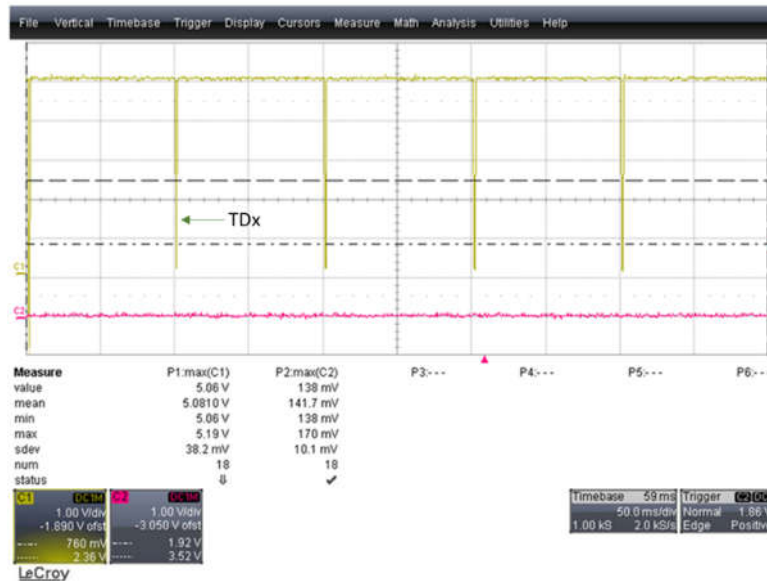 File Vertical Timebase Trigger Display Cursors Measure Math Analysis Utilities Help
TDx
C1
C2
Measure P1:max(C1) P2:max(C2) P3:--- P4:--- P5:--- P6:---
value 5.06 V 138 mV
mean 5.0810 V 141.7 mV
min 5.06 V 138 mV
max 5.19 V 170 mV
sdev 38.2 mV 10.1 mV
num 18 18
status
C1 DC1M C2 DC1M Timebase 59 ms Trigger C2 DC
1.00 V/div 1.00 V/div 50.0 ms/div Normal 1.86 V
-1.890 V ofst -3.050 V ofst 1.00 kS 2.0 kS/s Edge Positive
760 mV 1.92 V
2.36 V 3.52 V
LeCroy